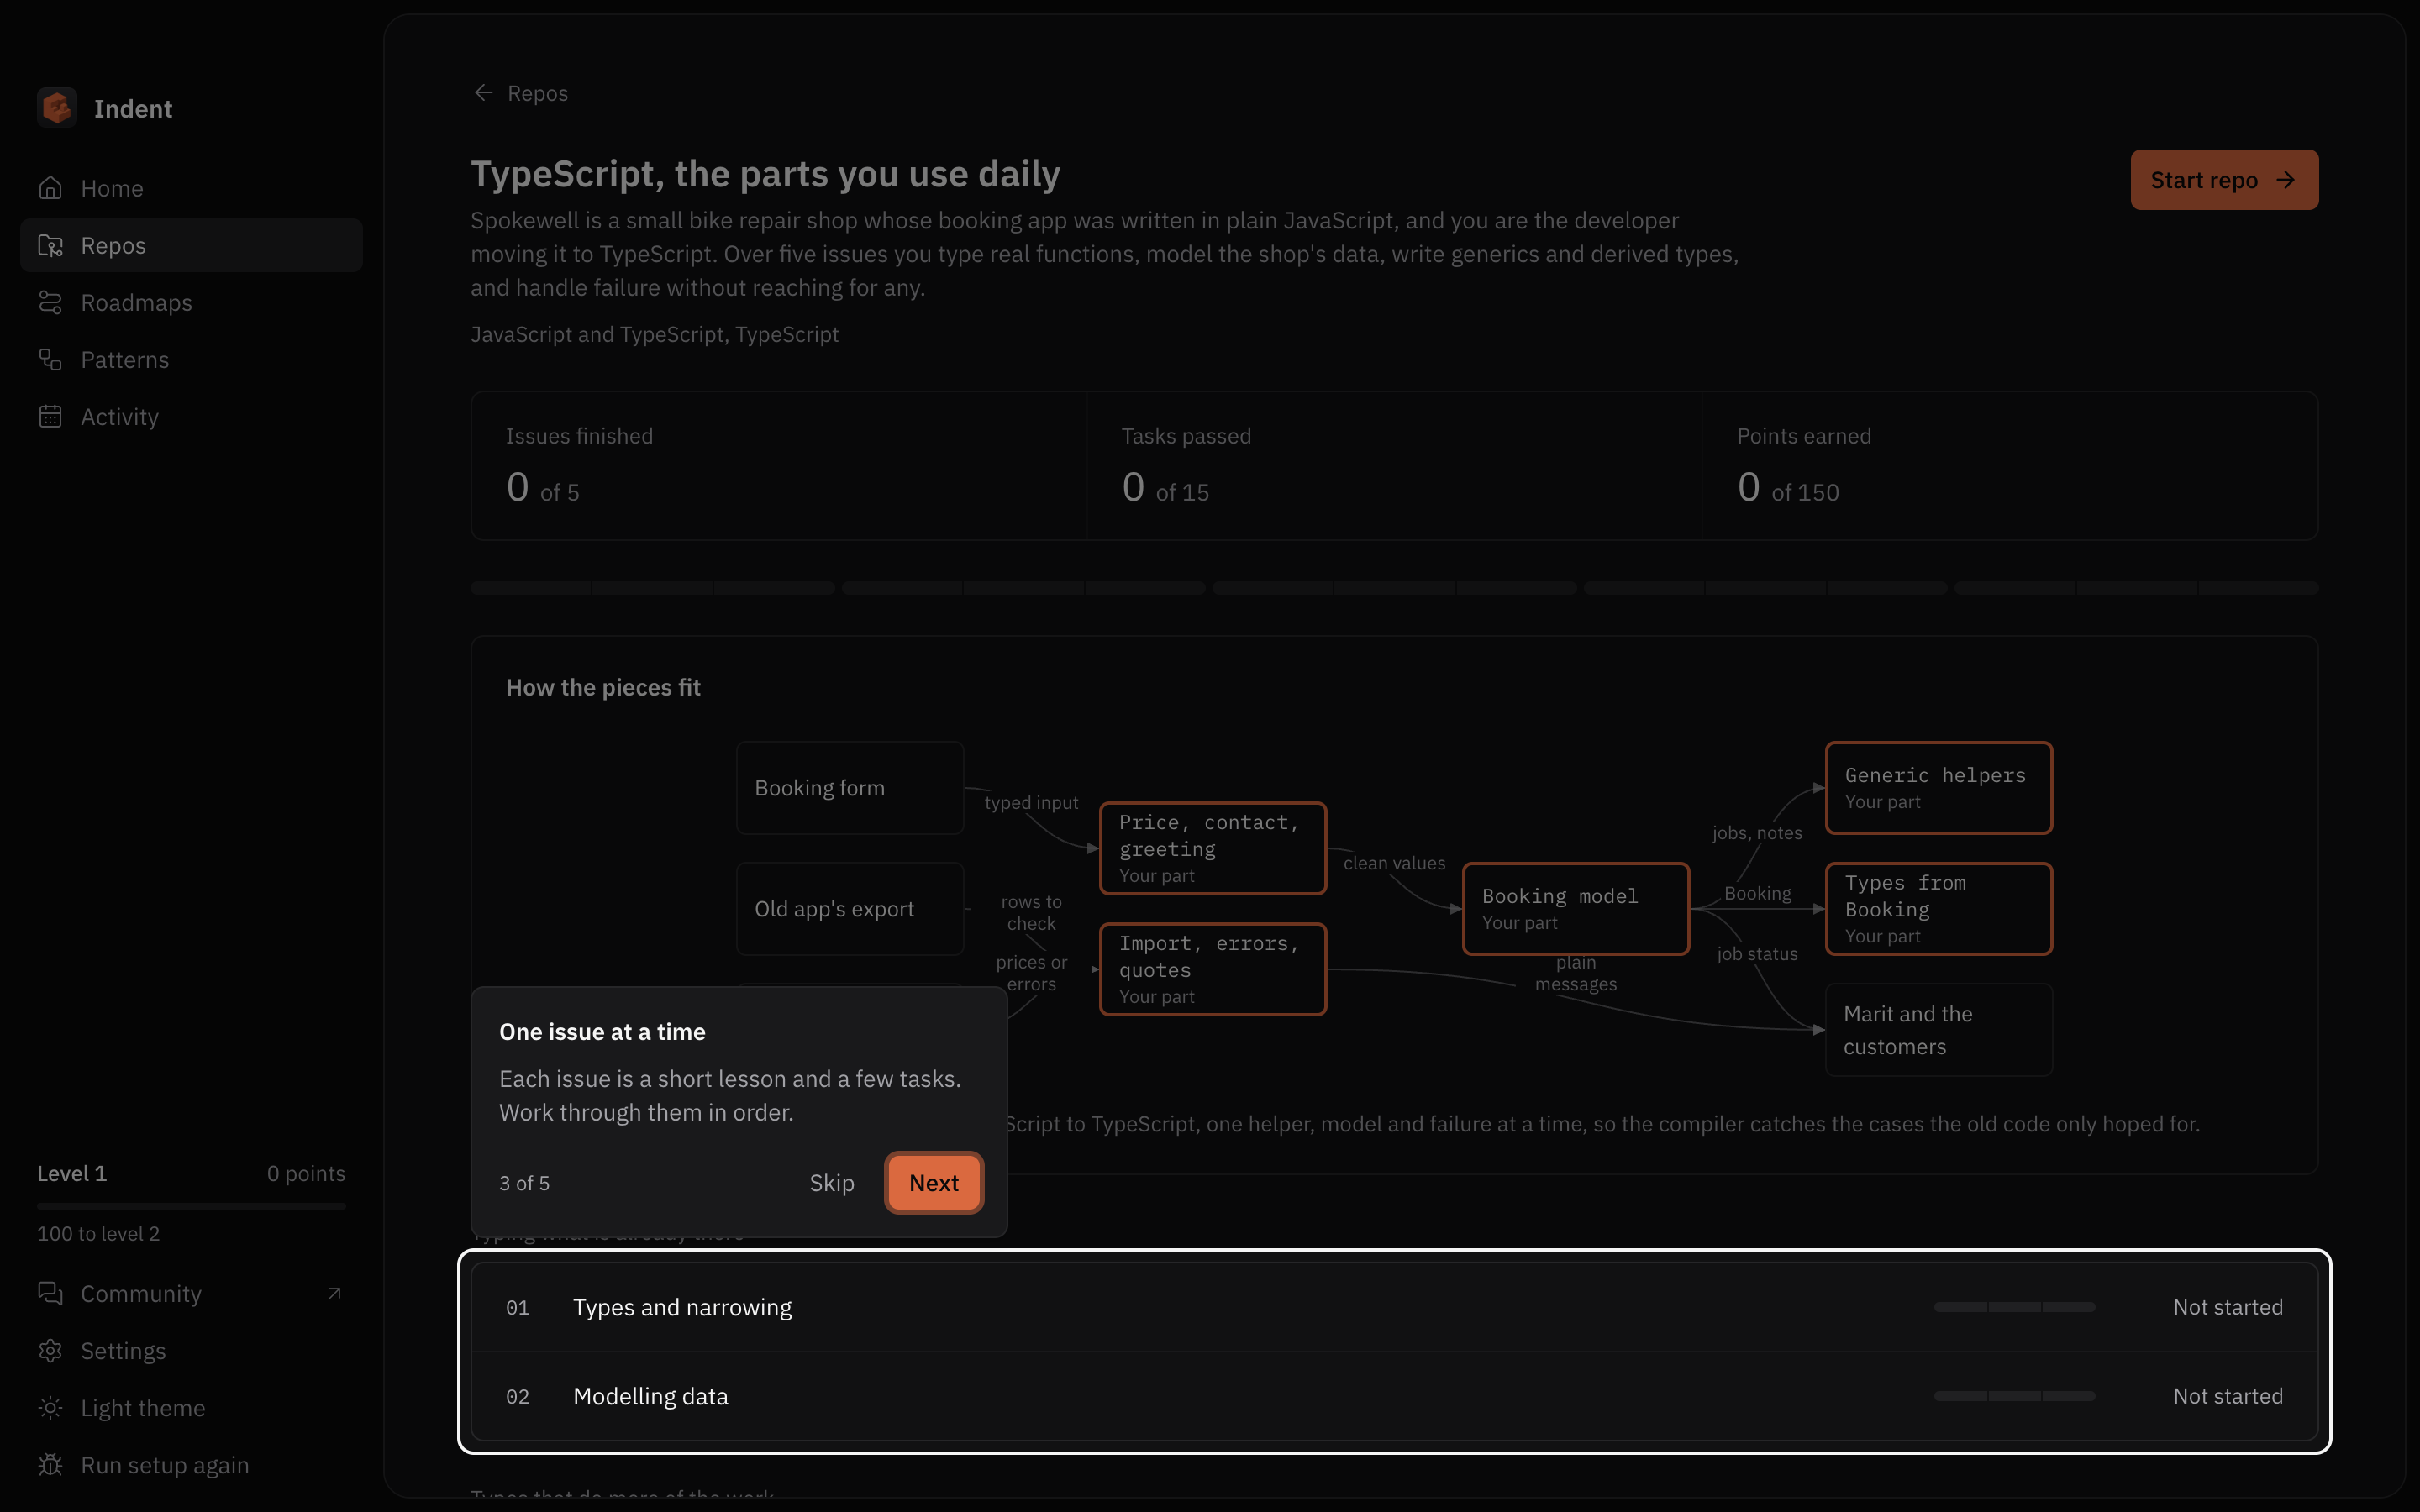 Indent
Home
Repos
Roadmaps
Patterns
Activity
Level 1
0 points
100 to level 2
Community
Settings
Light theme
Run setup again
Repos
TypeScript, the parts you use daily
Start repo
Spokewell is a small bike repair shop whose booking app was written in plain JavaScript, and you are the developer
moving it to TypeScript. Over five issues you type real functions, model the shop's data, write generics and derived types,
and handle failure without reaching for any.
JavaScript and TypeScript, TypeScript
Issues finished
0 of 5
Tasks passed
0 of 15
Points earned
0 of 150
How the pieces fit
Booking form
typed input
Old app's export
rows to
check
prices or
errors
Price, contact,
greeting
Your part
Import, errors,
quotes
Your part
clean values
Booking model
Your part
plain
messages
jobs, notes
Booking
job status
Generic helpers
Your part
Types from
Booking
Your part
Marit and the
customers
Script to TypeScript, one helper, model and failure at a time, so the compiler catches the cases the old code only hoped for.
One issue at a time
Each issue is a short lesson and a few tasks.
Work through them in order.
3 of 5
Skip
Next
01 Types and narrowing
Not started
02 Modelling data
Not started
Types that do more of the work